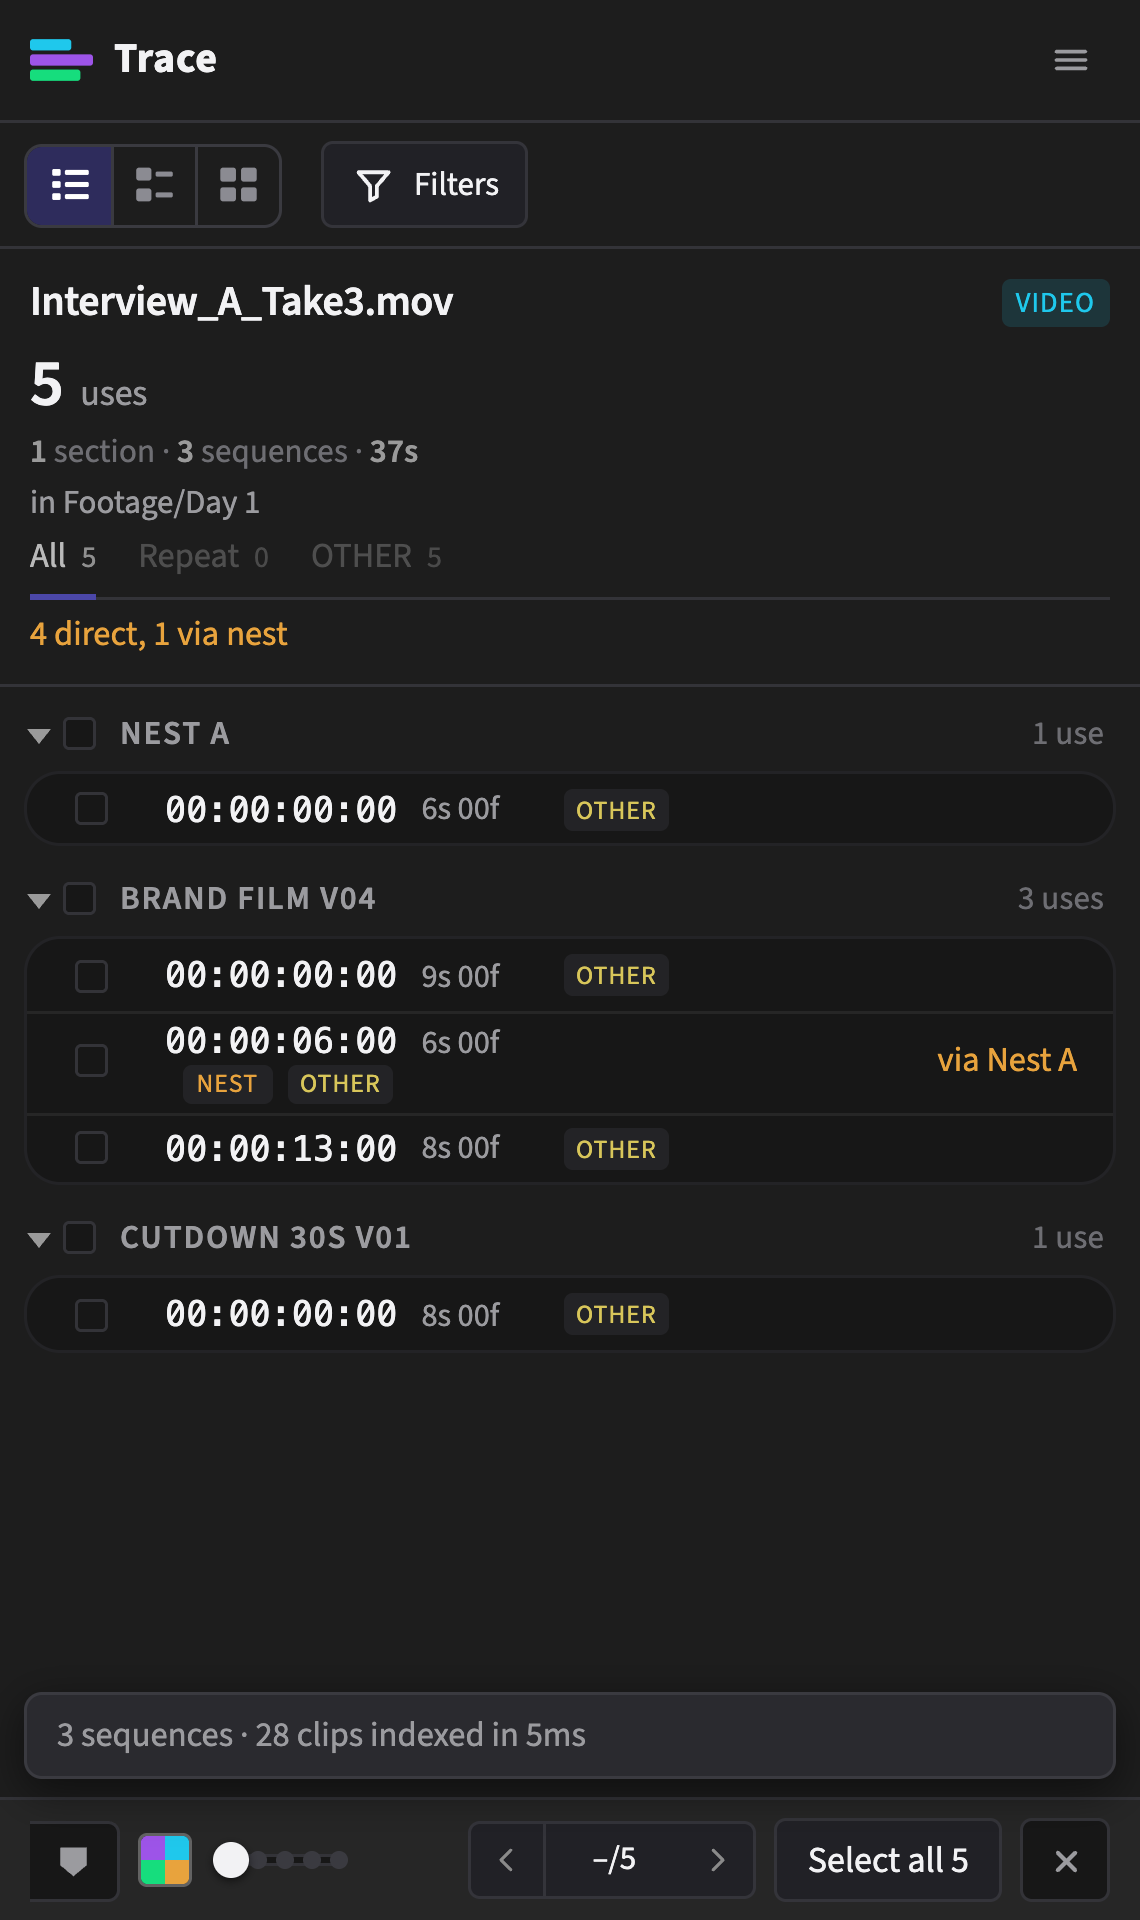 Trace
Filters
Interview_A_Take3.mov
VIDEO
5 uses
1 section · 3 sequences · 37s
in Footage/Day 1
All 5 Repeat 0 OTHER 5
4 direct, 1 via nest
NEST A 1 use
00:00:00:00 6s 00f OTHER
BRAND FILM V04 3 uses
00:00:00:00 9s 00f OTHER
00:00:06:00 6s 00f
NEST OTHER
via Nest A
00:00:13:00 8s 00f OTHER
CUTDOWN 30S V01 1 use
00:00:00:00 8s 00f OTHER
3 sequences · 28 clips indexed in 5ms
–/5
Select all 5